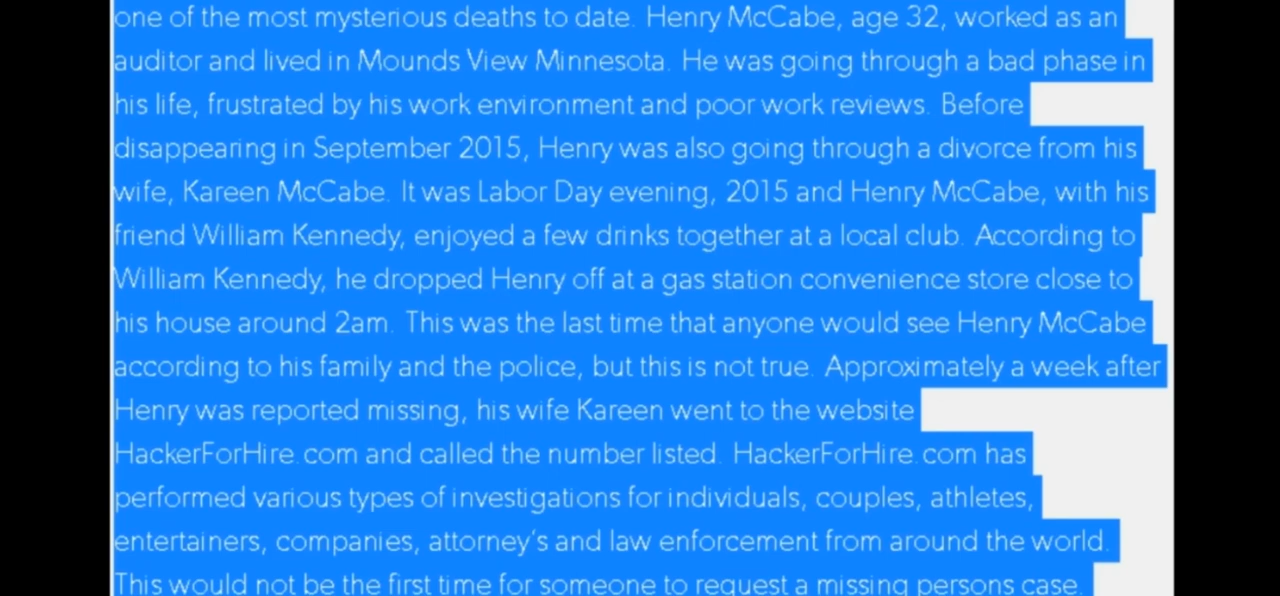 one of the most mysterious deaths to date. Henry McCabe, age 32, worked as an
auditor and lived in Mounds View Minnesota. He was going through a bad phase in
his life, frustrated by his work environment and poor work reviews. Before
disappearing in September 2015, Henry was also going through a divorce from his
wife, Kareen McCabe. It was Labor Day evening, 2015 and Henry McCabe, with his
friend William Kennedy, enjoyed a few drinks together at a local club. According to
William Kennedy, he dropped Henry off at a gas station convenience store close to
his house around 2am. This was the last time that anyone would see Henry McCabe
according to his family and the police, but this is not true. Approximately a week after
Henry was reported missing, his wife Kareen went to the website
HackerForHire.com and called the number listed. HackerForHire.com has
performed various types of investigations for individuals, couples, athletes,
entertainers, companies, attorney's and law enforcement from around the world.
This would not be the first time for someone to request a missing persons case.